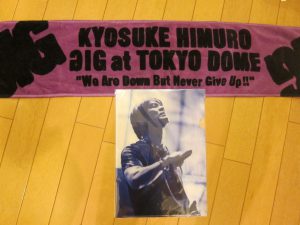 KYOSUKE HIMURO
GIG at TOKYO DOME
"We Are Down But Never Give Up!!"